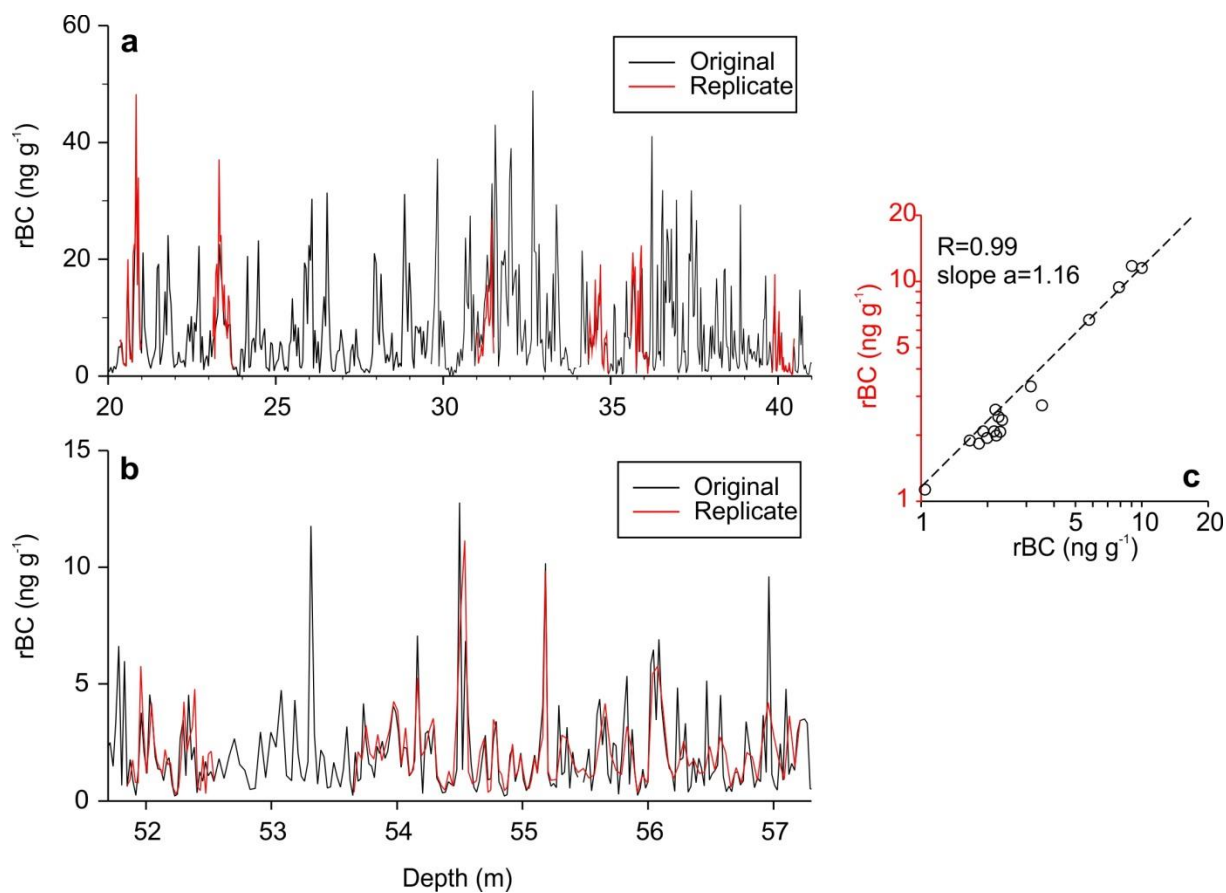 a
60
40
20
0
rBC (ng g⁻¹)
Original
Replicate
20
25
30
35
40
b
15
10
5
0
rBC (ng g⁻¹)
Original
Replicate
52
53
54
55
56
57
Depth (m)
R=0.99
slope a=1.16
c
20
10
5
1
rBC (ng g⁻¹)
1
5
10
20
rBC (ng g⁻¹)